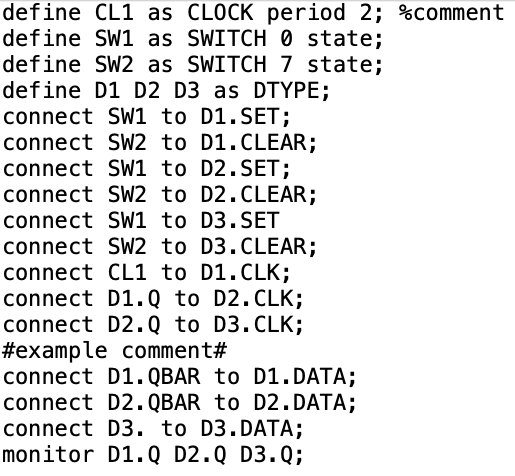 define CL1 as CLOCK period 2; %comment
define SW1 as SWITCH 0 state;
define SW2 as SWITCH 7 state;
define D1 D2 D3 as DTYPE;
connect SW1 to D1.SET;
connect SW2 to D1.CLEAR;
connect SW1 to D2.SET;
connect SW2 to D2.CLEAR;
connect SW1 to D3.SET
connect SW2 to D3.CLEAR;
connect CL1 to D1.CLK;
connect D1.Q to D2.CLK;
connect D2.Q to D3.CLK;
#example comment#
connect D1.QBAR to D1.DATA;
connect D2.QBAR to D2.DATA;
connect D3. to D3.DATA;
monitor D1.Q D2.Q D3.Q;